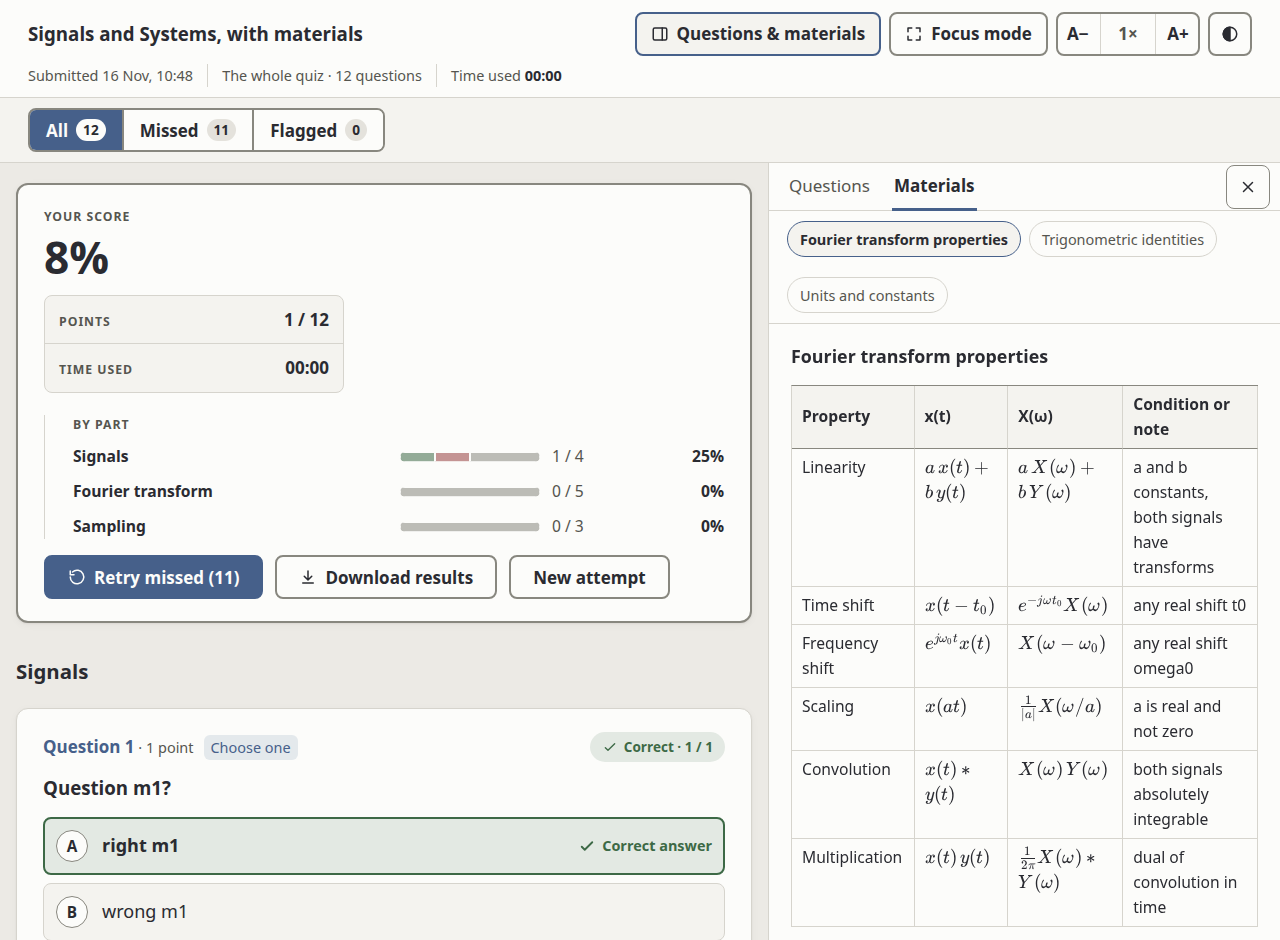 Signals and Systems, with materials
Questions & materials
Focus mode
A−
1×
A+
Submitted 16 Nov, 10:48
The whole quiz · 12 questions
Time used 00:00
All 12
Missed 11
Flagged 0
YOUR SCORE
8%
POINTS 1 / 12
TIME USED 00:00
BY PART
Signals 1 / 4 25%
Fourier transform 0 / 5 0%
Sampling 0 / 3 0%
Retry missed (11)
Download results
New attempt
Signals
Question 1 · 1 point Choose one
Correct · 1 / 1
Question m1?
A right m1 Correct answer
B wrong m1
Questions
Materials
Fourier transform properties
Trigonometric identities
Units and constants
Fourier transform properties
Property x(t) X(ω) Condition or
note
Linearity a x(t) + a X(ω) + a and b
b y(t) b Y(ω) constants,
both signals
have
transforms
Time shift x(t − t₀) e^{−jωt₀}X(ω) any real shift t0
Frequency e^{jω₀t}x(t) X(ω − ω₀) any real shift
shift omega0
Scaling x(at) 1/|a| X(ω/a) a is real and
not zero
Convolution x(t) ∗ X(ω) Y(ω) both signals
y(t) absolutely
integrable
Multiplication x(t) y(t) 1/2π X(ω) ∗ dual of
Y(ω) convolution in
time